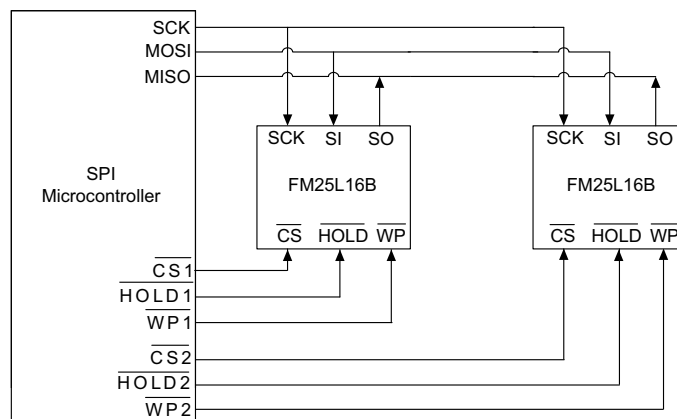 SCK
MOSI
MISO
SCK SI SO
SCK SI SO
SPI
Microcontroller
FM25L16B
FM25L16B
CS HOLD WP
CS HOLD WP
CS1
HOLD1
WP1
CS2
HOLD2
WP2